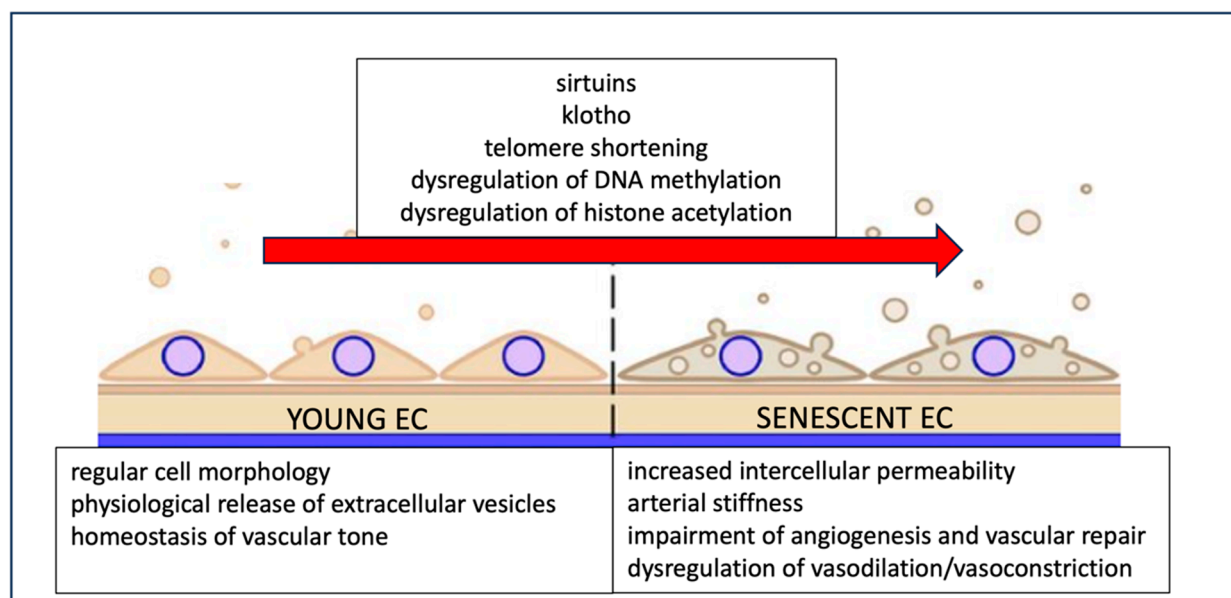 sirtuins
klotho
telomere shortening
dysregulation of DNA methylation
dysregulation of histone acetylation
YOUNG EC
SENESCENT EC
regular cell morphology
physiological release of extracellular vesicles
homeostasis of vascular tone
increased intercellular permeability
arterial stiffness
impairment of angiogenesis and vascular repair
dysregulation of vasodilation/vasoconstriction